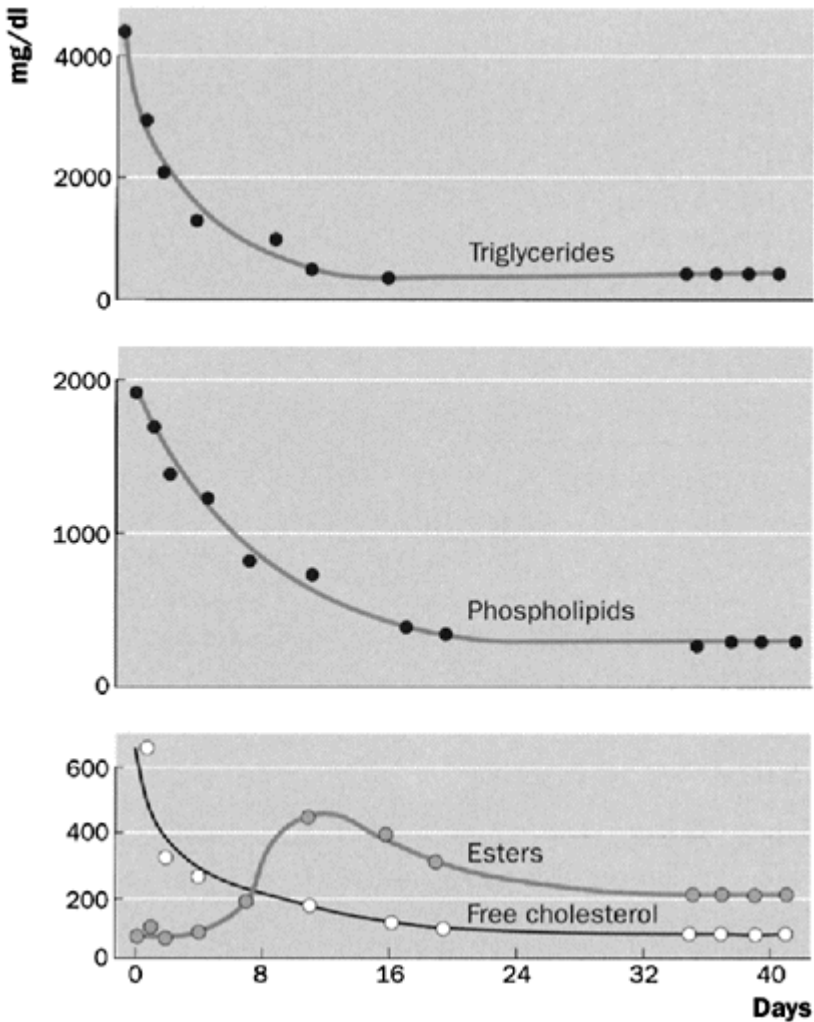 mg/dl
4000
2000
Triglycerides
0
2000
1000
Phospholipids
0
600
400
Esters
200
Free cholesterol
0
0 8 16 24 32 40
Days